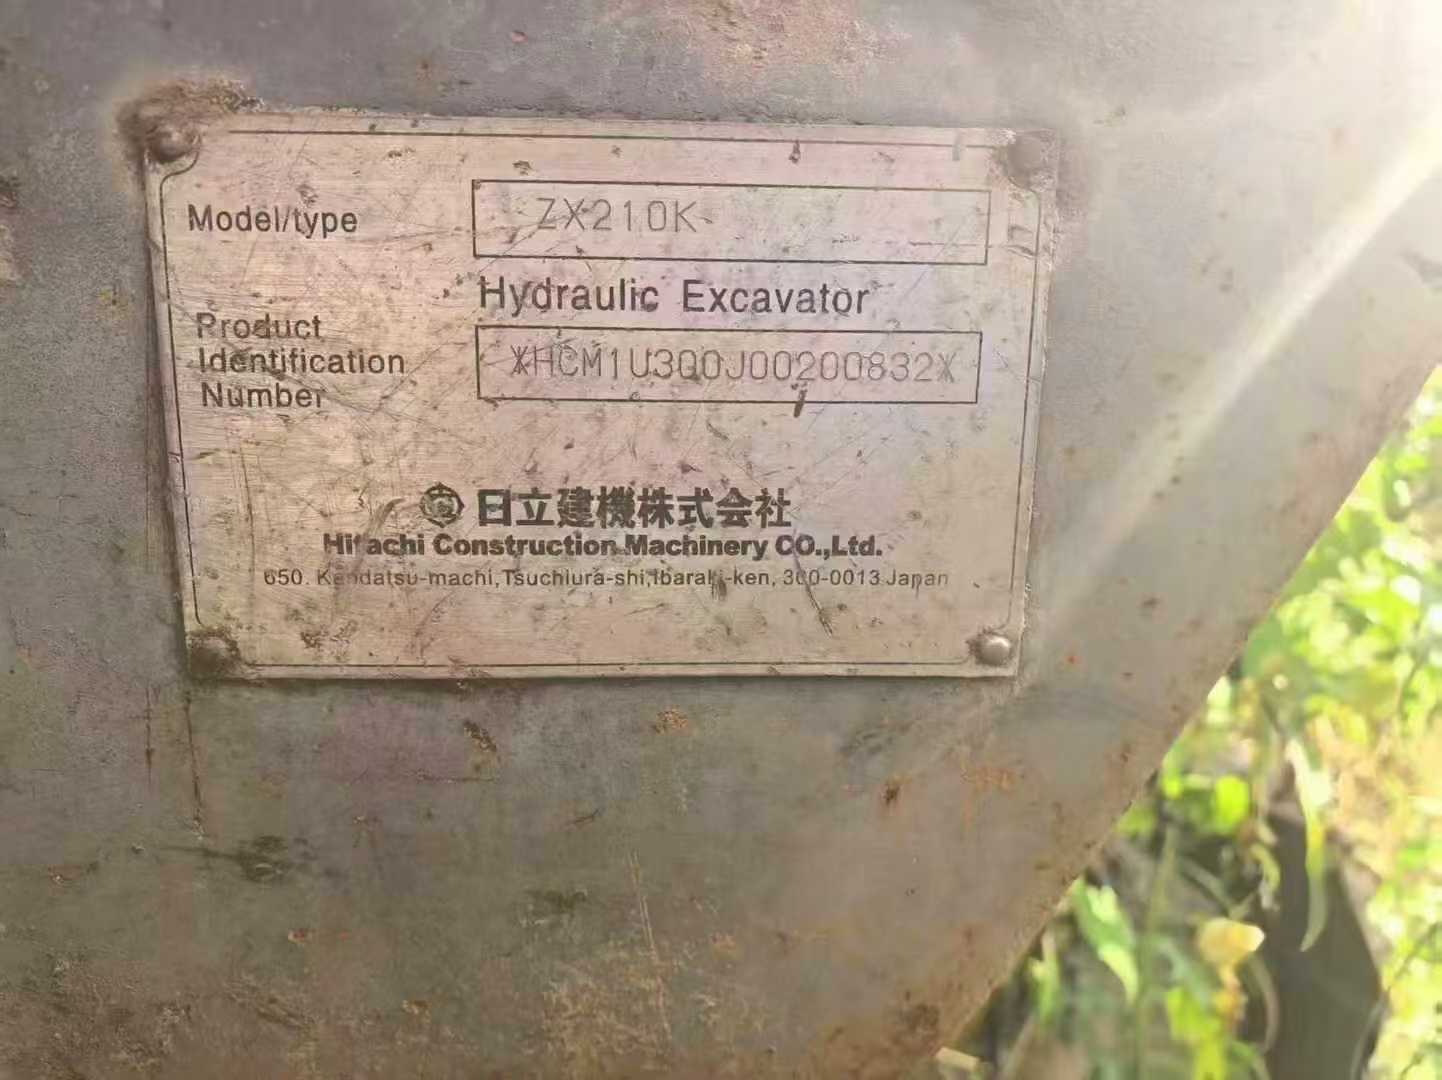 Model/type
ZX210K
Hydraulic Excavator
Product
Identification
Number
*HCM1U300J00200832*
日立建機株式会社
Hitachi Construction Machinery CO.,Ltd.
650. Kandatsu-machi,Tsuchiura-shi,Ibaraki-ken, 300-0013 Japan